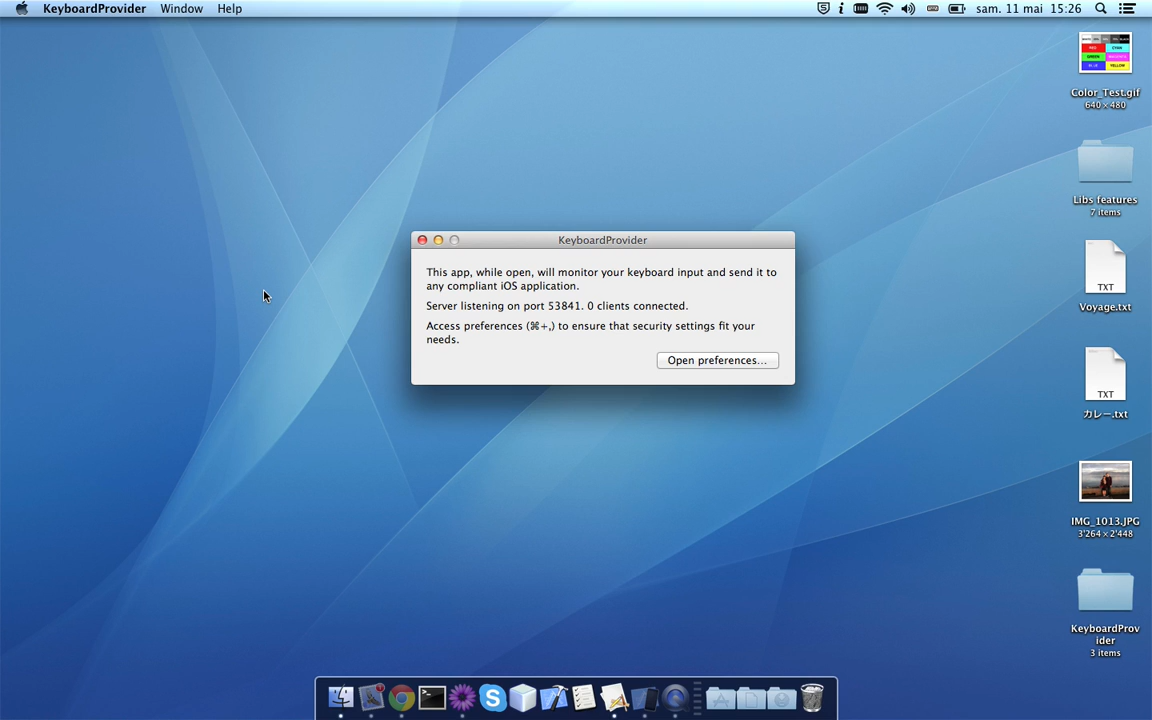 KeyboardProvider Window Help
sam. 11 mai 15:26
Color_Test.gif
640×480
Libs features
7 items
TXT
Voyage.txt
KeyboardProvider
This app, while open, will monitor your keyboard input and send it to
any compliant iOS application.
Server listening on port 53841. 0 clients connected.
Access preferences (⌘+,) to ensure that security settings fit your
needs.
Open preferences...
TXT
カレー.txt
IMG_1013.JPG
3'264×2'448
KeyboardProv
ider
3 items